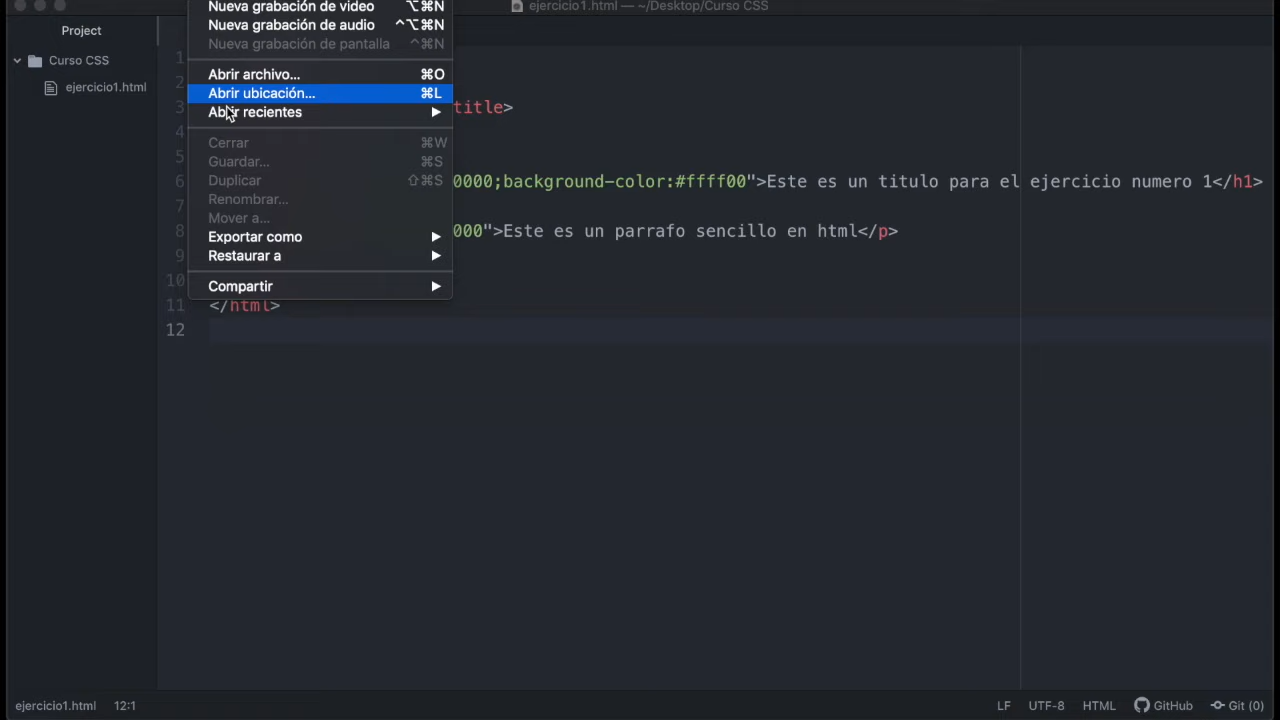 ejercicio1.html — ~/Desktop/Curso CSS
Project
Curso CSS
ejercicio1.html
Nueva grabación de video ⌥⌘N
Nueva grabación de audio ^⌥⌘N
Nueva grabación de pantalla ^⌘N
Abrir archivo... ⌘O
Abrir ubicación... ⌘L
Abrir recientes ▶
Cerrar ⌘W
Guardar... ⌘S
Duplicar ⇧⌘S
Renombrar...
Mover a...
Exportar como ▶
Restaurar a ▶
Compartir ▶
1
2
3 title>
4
5
6 0000;background-color:#ffff00">Este es un titulo para el ejercicio numero 1</h1>
7
8 000">Este es un parrafo sencillo en html</p>
9
10
11 </html>
12
ejercicio1.html 12:1
LF UTF-8 HTML GitHub Git (0)